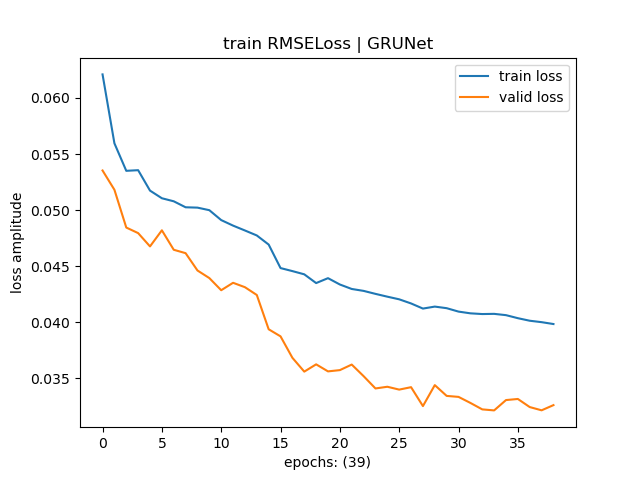 train RMSELoss | GRUNet
train loss
valid loss
0.060
0.055
0.050
0.045
0.040
0.035
loss amplitude
0 5 10 15 20 25 30 35
epochs: (39)